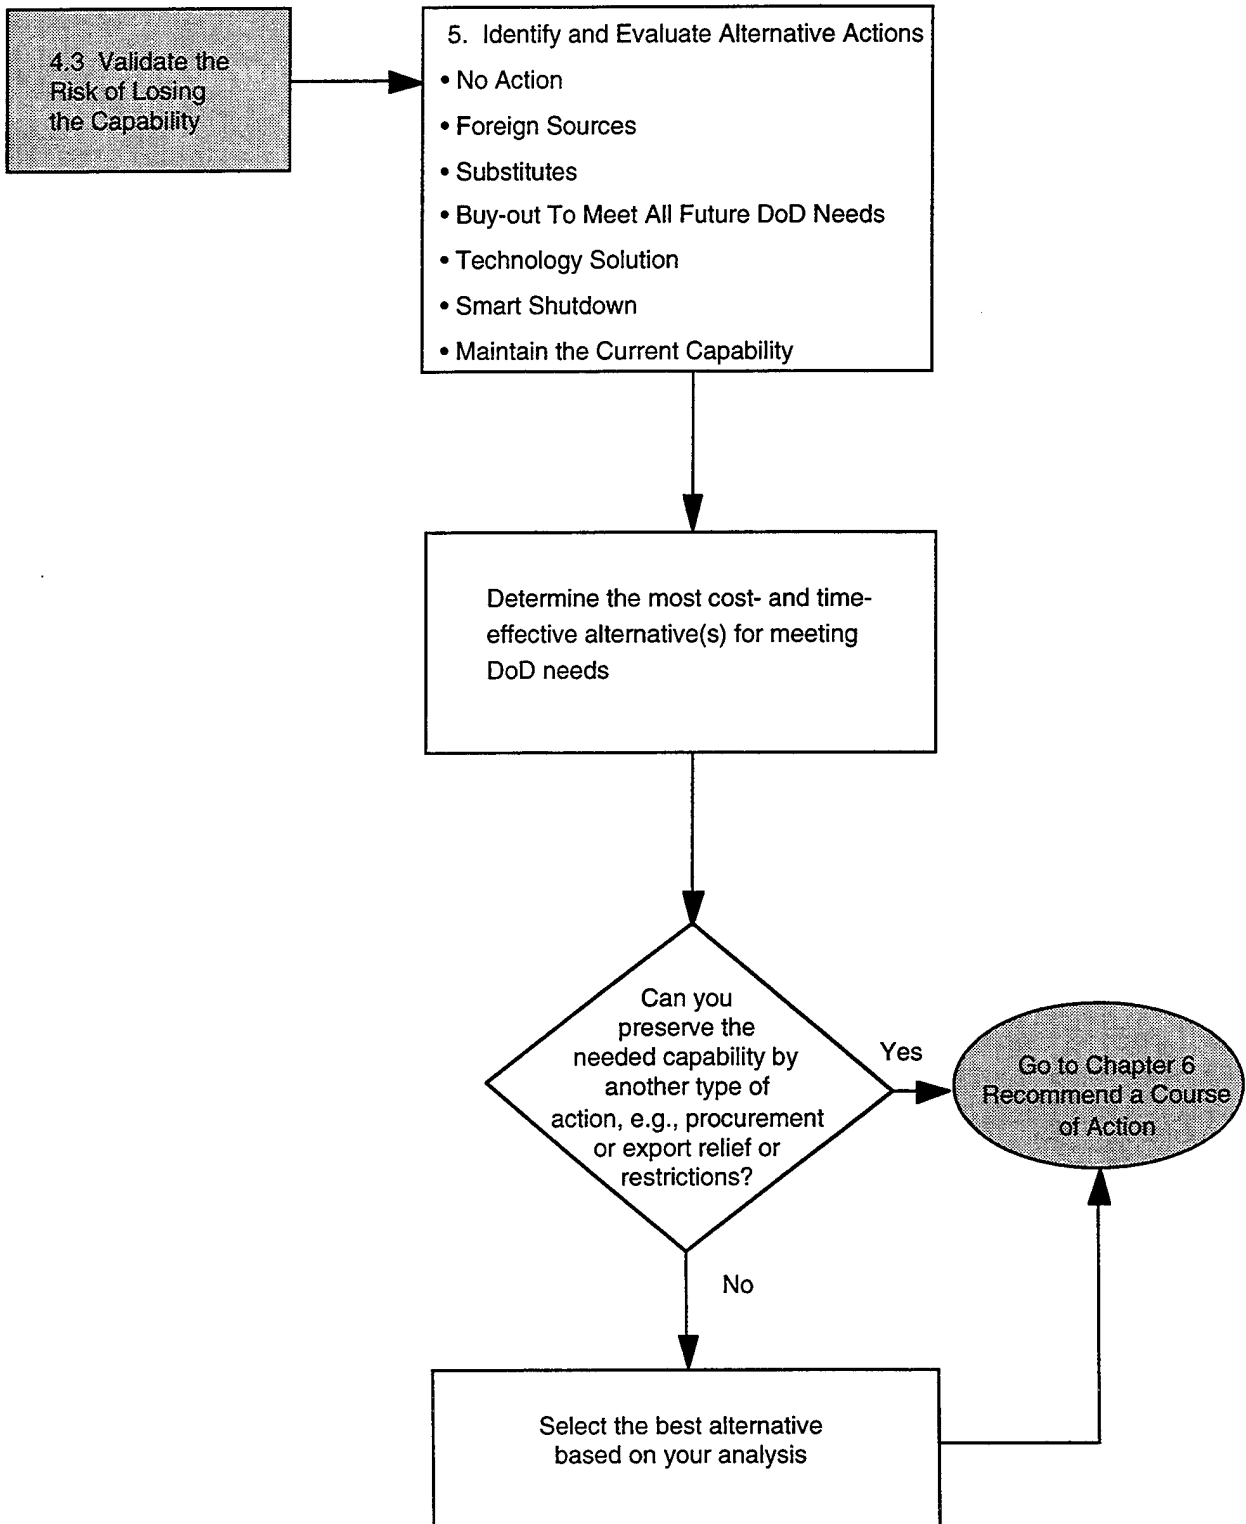 4.3 Validate the
Risk of Losing
the Capability
5. Identify and Evaluate Alternative Actions
• No Action
• Foreign Sources
• Substitutes
• Buy-out To Meet All Future DoD Needs
• Technology Solution
• Smart Shutdown
• Maintain the Current Capability
Determine the most cost- and time-
effective alternative(s) for meeting
DoD needs
Can you
preserve the
needed capability by
another type of
action, e.g., procurement
or export relief or
restrictions?
Yes
Go to Chapter 6
Recommend a Course
of Action
No
Select the best alternative
based on your analysis